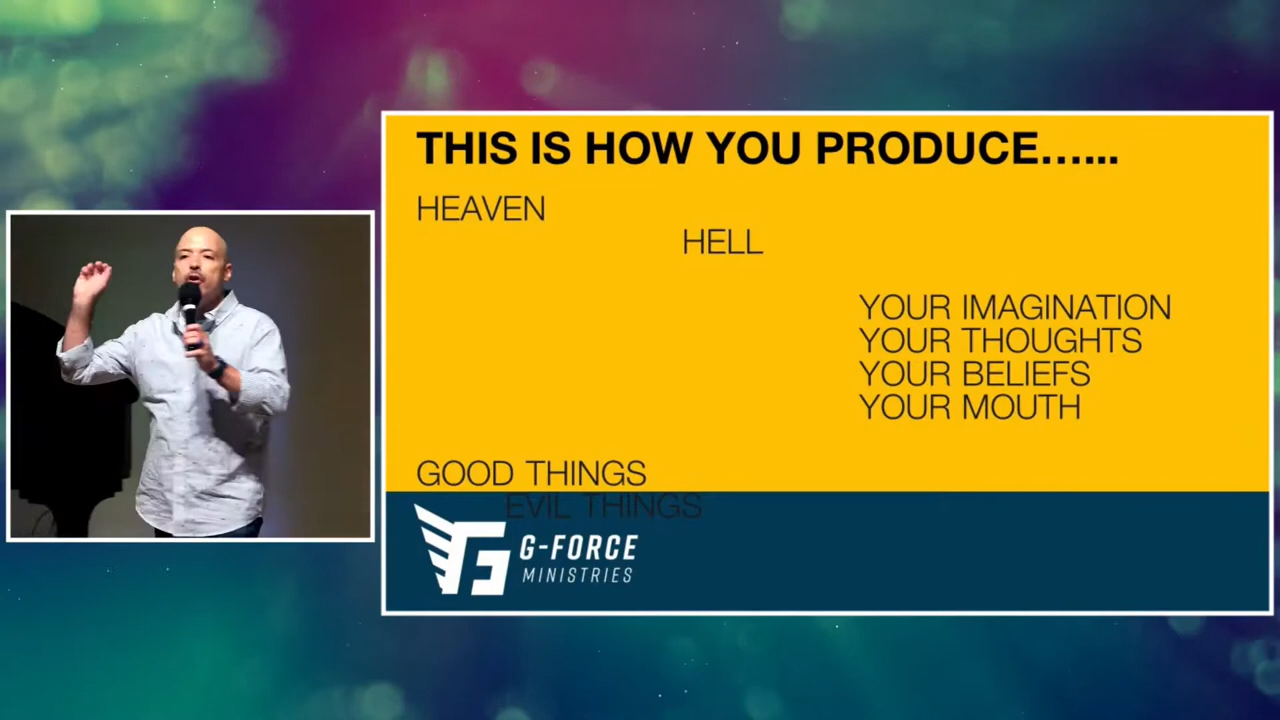 THIS IS HOW YOU PRODUCE…...
HEAVEN
HELL
YOUR IMAGINATION
YOUR THOUGHTS
YOUR BELIEFS
YOUR MOUTH
GOOD THINGS
EVIL THINGS
G-FORCE
MINISTRIES